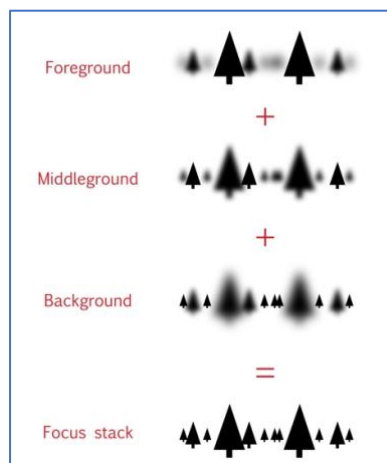 Foreground
+
Middleground
+
Background
=
Focus stack